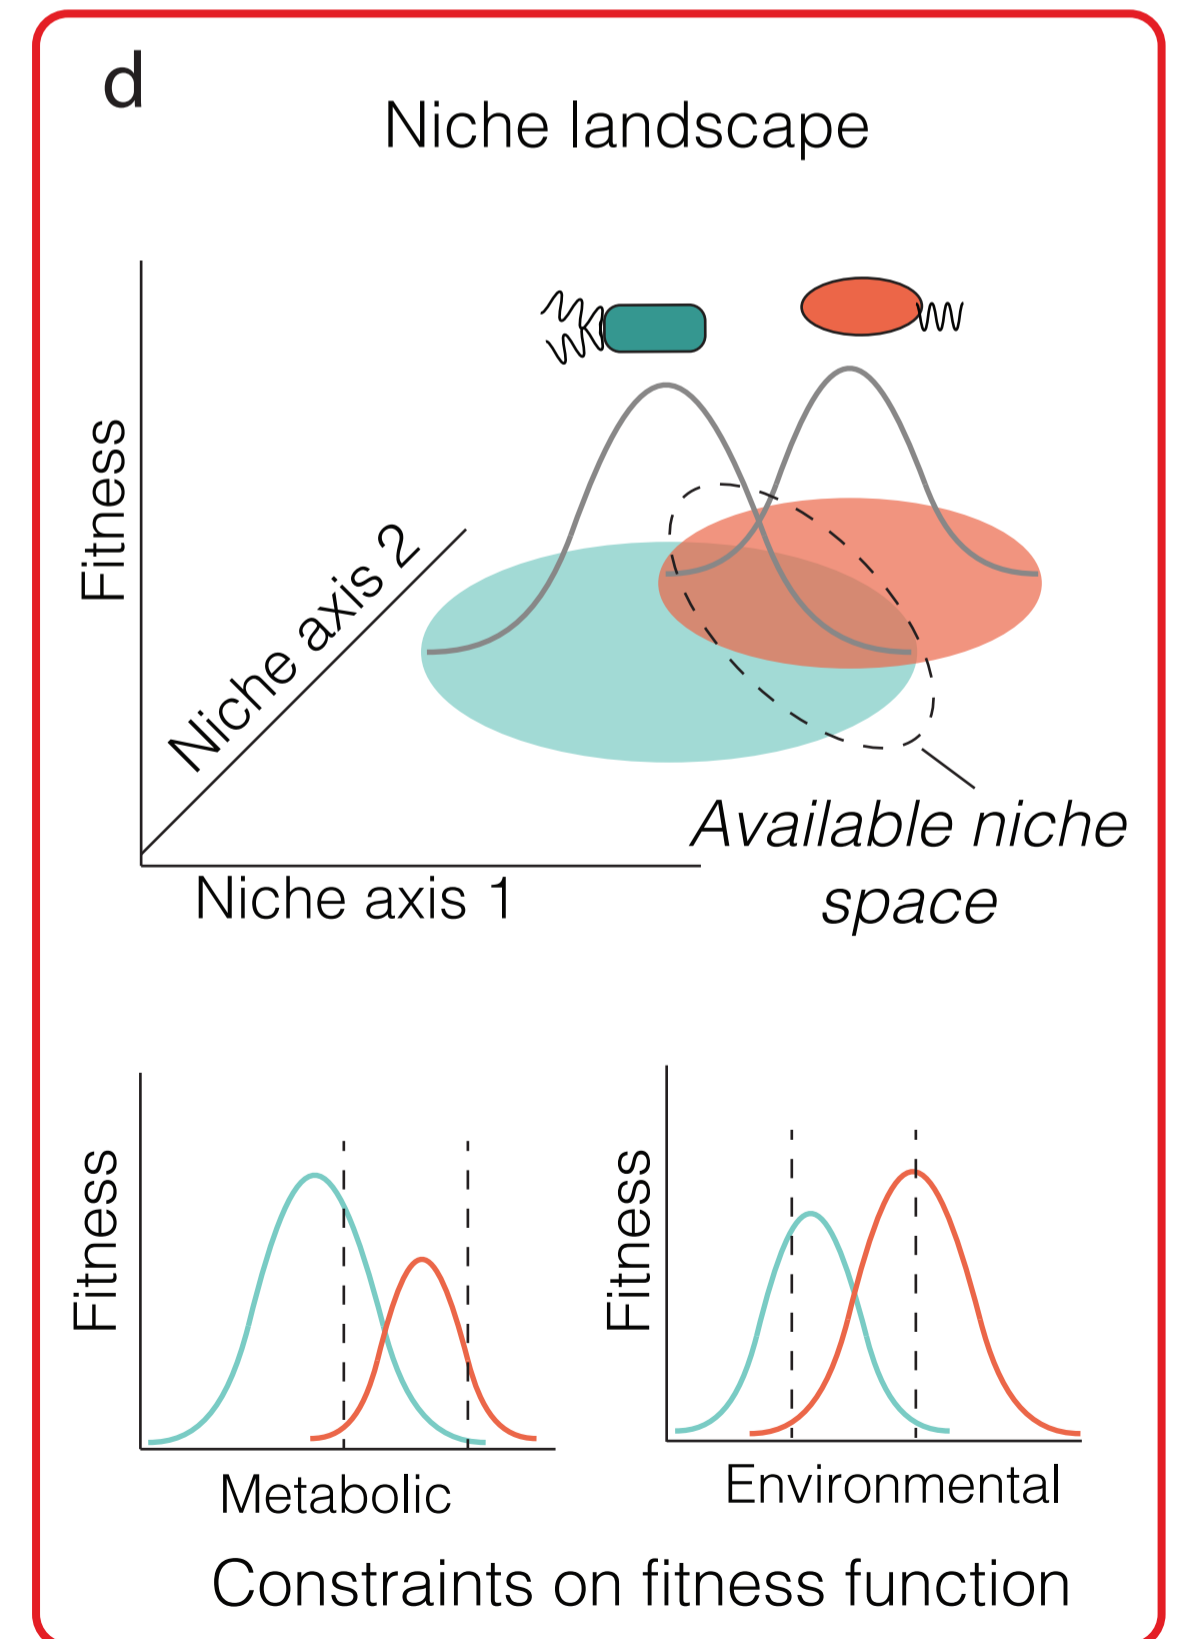 d
Niche landscape
Fitness
Niche axis 2
Niche axis 1
Available niche
space
Fitness
Metabolic
Fitness
Environmental
Constraints on fitness function